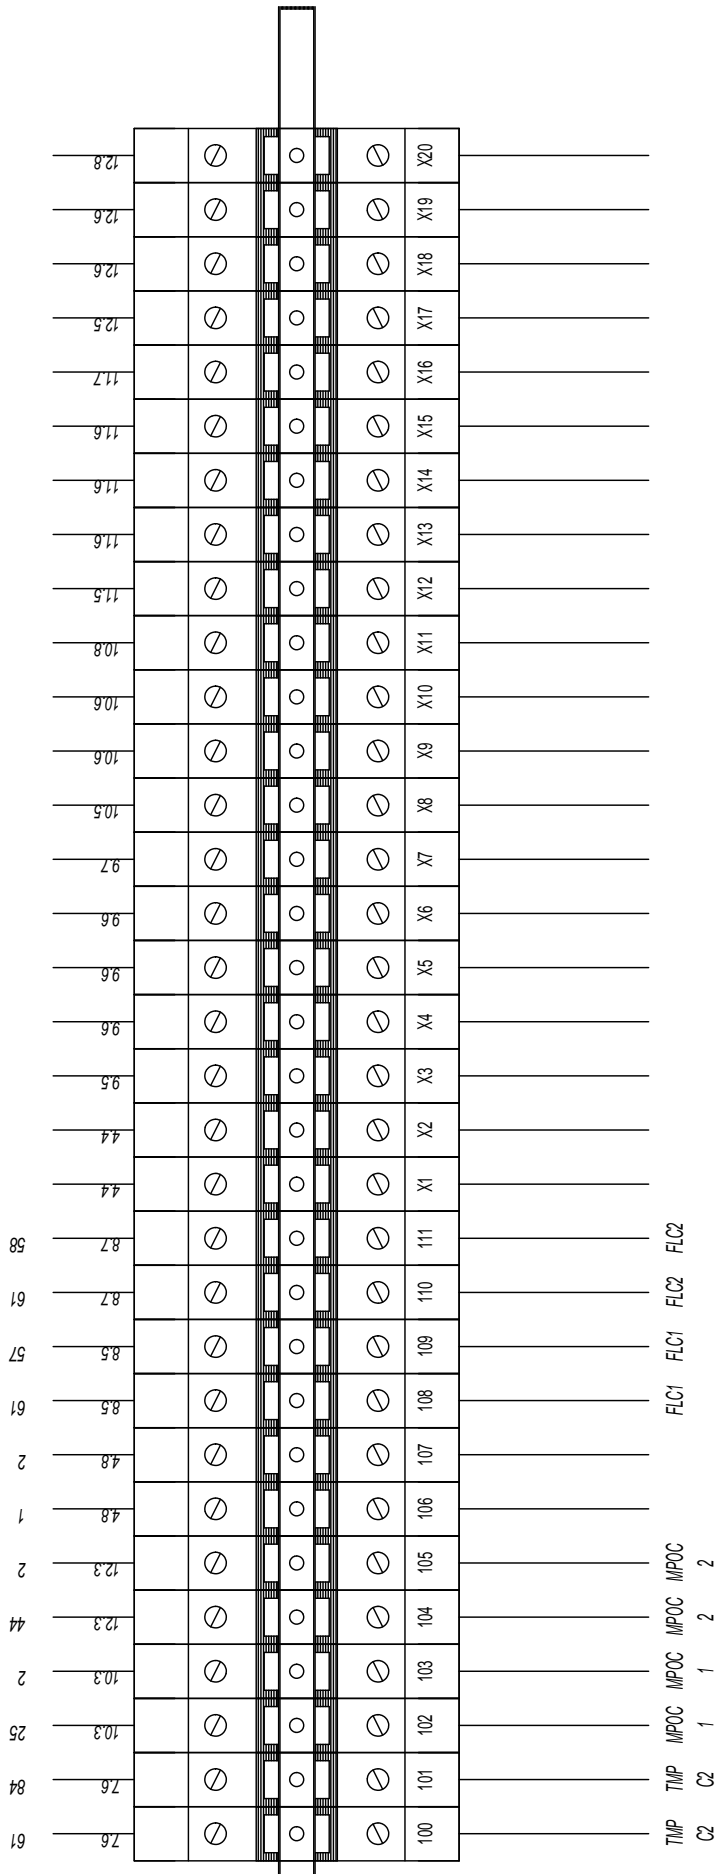 12.8 X20
12.6 X19
12.6 X18
12.5 X17
11.7 X16
11.6 X15
11.6 X14
11.6 X13
11.5 X12
10.8 X11
10.6 X10
10.6 X9
10.5 X8
9.7 X7
9.6 X6
9.6 X5
9.6 X4
9.5 X3
4.4 X2
4.4 X1
58 8.7 111 FLC2
61 8.7 110 FLC2
57 8.5 109 FLC1
61 8.5 108 FLC1
2 4.8 107
1 4.8 106
2 12.3 105 MPOC 2
44 12.3 104 MPOC 2
2 10.3 103 MPOC 1
25 10.3 102 MPOC 1
84 7.6 101 TMP C2
61 7.6 100 TMP C2